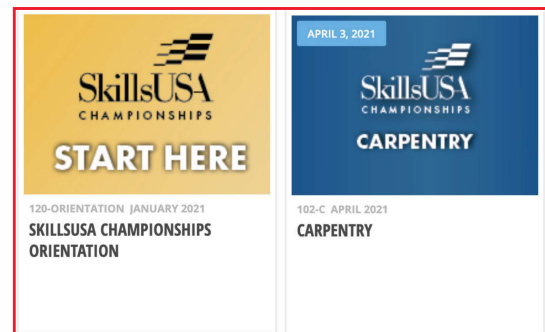 SkillsUSA
CHAMPIONSHIPS
START HERE
120-ORIENTATION JANUARY 2021
SKILLSUSA CHAMPIONSHIPS
ORIENTATION
APRIL 3, 2021
SkillsUSA
CHAMPIONSHIPS
CARPENTRY
102-C APRIL 2021
CARPENTRY